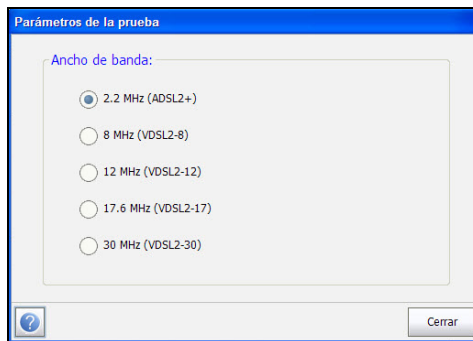 Parámetros de la prueba
Ancho de banda:
2.2 MHz (ADSL2+)
8 MHz (VDSL2-8)
12 MHz (VDSL2-12)
17.6 MHz (VDSL2-17)
30 MHz (VDSL2-30)
?
Cerrar